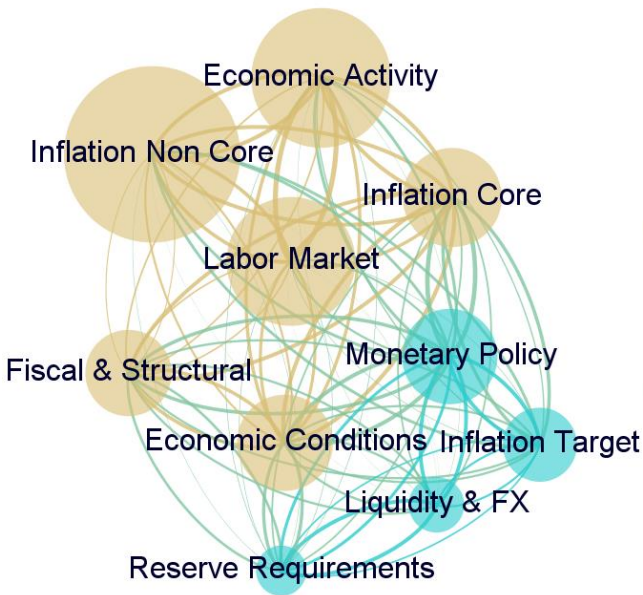 Economic Activity
Inflation Non Core
Inflation Core
Labor Market
Monetary Policy
Fiscal & Structural
Economic Conditions
Inflation Target
Liquidity & FX
Reserve Requirements